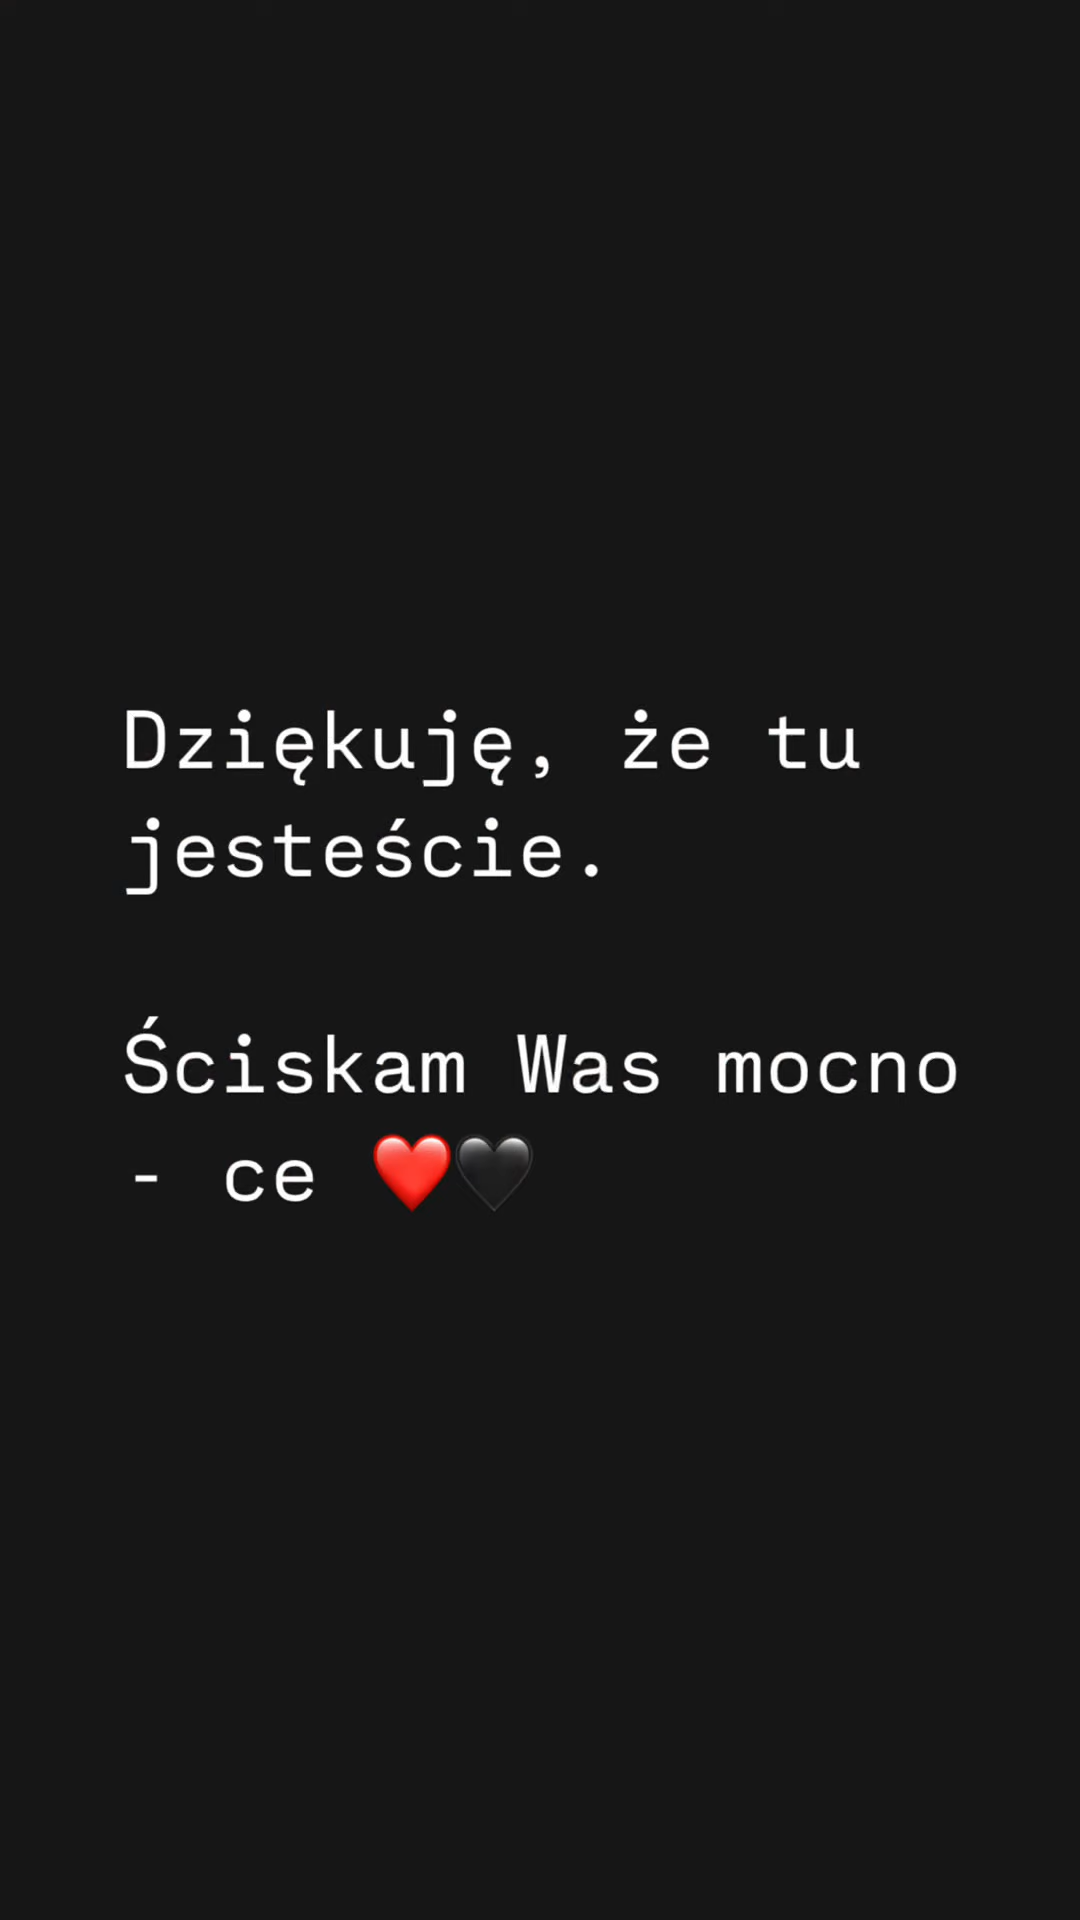 Dziękuję, że tu
jesteście.
Ściskam Was mocno
- ce ❤️🖤